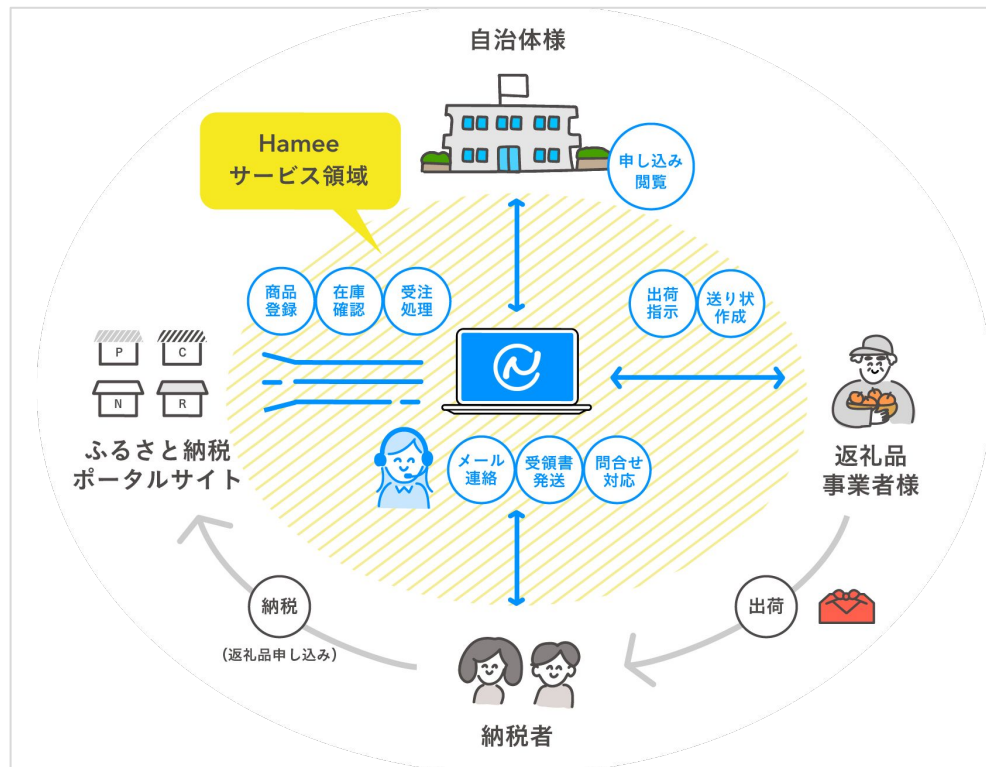 自治体様
Hamee
サービス領域
申し込み
閲覧
商品
登録
在庫
確認
受注
処理
出荷
指示
送り状
作成
P
C
N
R
ふるさと納税
ポータルサイト
メール
連絡
受領書
発送
問合せ
対応
返礼品
事業者様
納税
(返礼品申し込み)
出荷
納税者